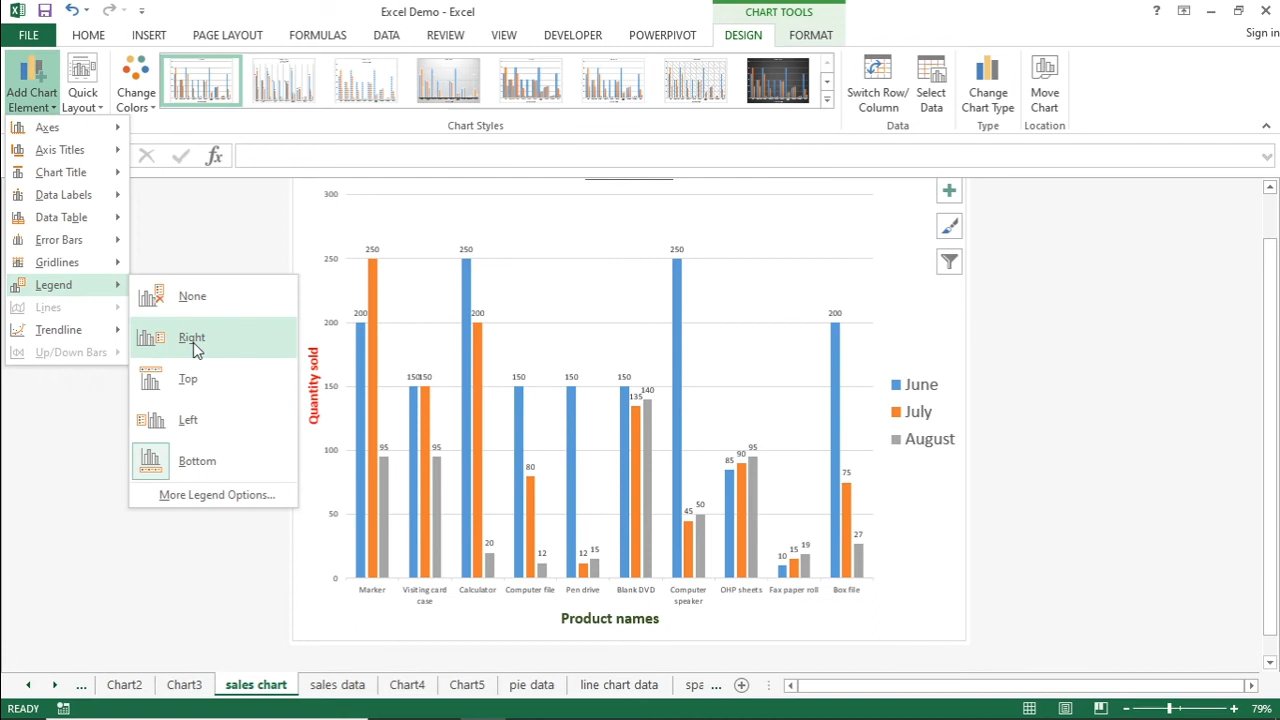 Excel Demo - Excel
CHART TOOLS
?
FILE
HOME
INSERT
PAGE LAYOUT
FORMULAS
DATA
REVIEW
VIEW
DEVELOPER
POWERPIVOT
DESIGN
FORMAT
Sign in
Add Chart
Element
Quick
Layout
Change
Colors
Switch Row/
Column
Select
Data
Change
Chart Type
Move
Chart
Chart Styles
Data
Type
Location
fx
Axes
Axis Titles
Chart Title
Data Labels
Data Table
Error Bars
Gridlines
Legend
Lines
Trendline
Up/Down Bars
None
Right
Top
Left
Bottom
More Legend Options...
300
250
200
150
100
50
0
Quantity sold
200 250 95
150 150 95
250 200 20
150 80 12
150 12 15
150 135 140
250 45 50
85 90 95
10 15 19
200 75 27
Marker
Visiting card
case
Calculator
Computer file
Pen drive
Blank DVD
Computer
speaker
OHP sheets
Fax paper roll
Box file
Product names
June
July
August
...
Chart2
Chart3
sales chart
sales data
Chart4
Chart5
pie data
line chart data
spa ...
READY
79%